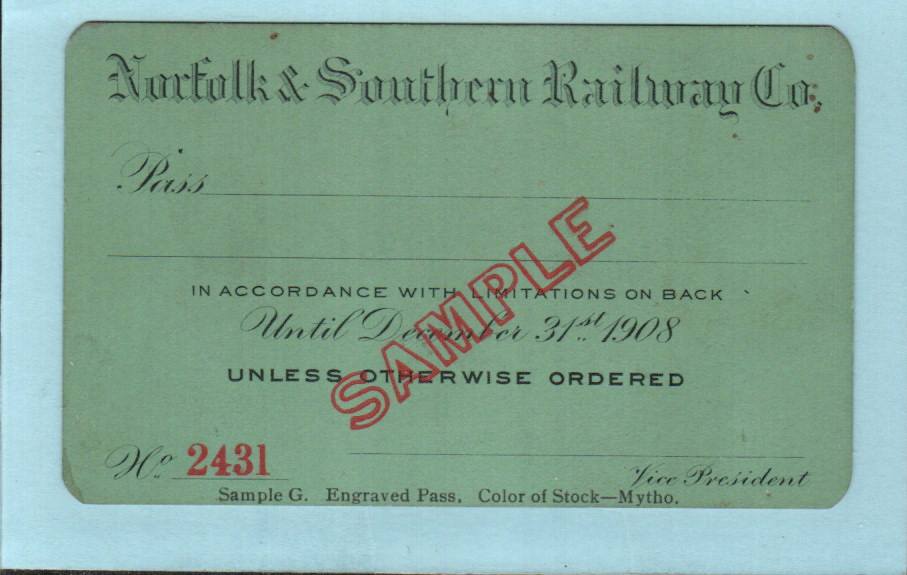 Norfolk & Southern Railway Co.
Pass
IN ACCORDANCE WITH LIMITATIONS ON BACK
Until December 31st 1908
UNLESS OTHERWISE ORDERED
SAMPLE
No. 2431
Vice President
Sample G. Engraved Pass. Color of Stock—Mytho.